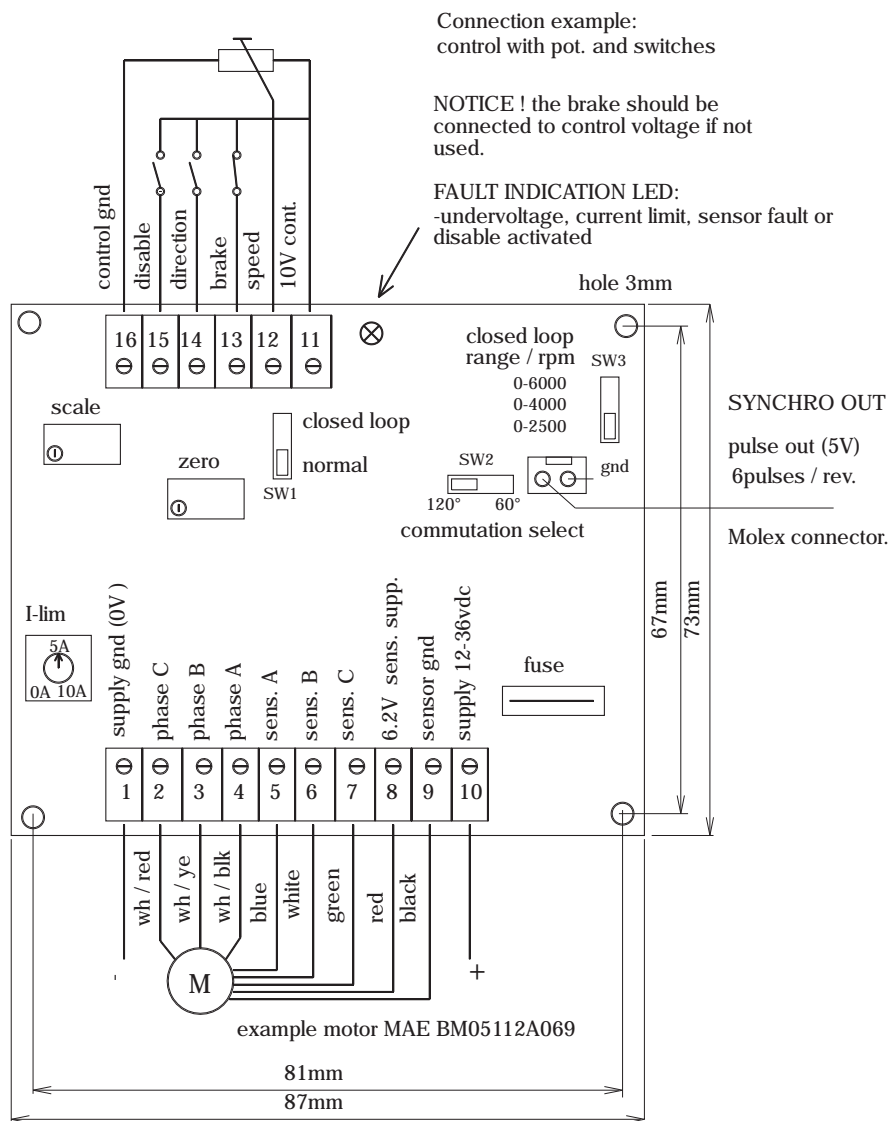 Connection example:
control with pot. and switches
NOTICE ! the brake should be
connected to control voltage if not
used.
FAULT INDICATION LED:
-undervoltage, current limit, sensor fault or
disable activated
control gnd
disable
direction
brake
speed
10V cont.
hole 3mm
16 15 14 13 12 11
closed loop
range / rpm
SW3
0-6000
0-4000
0-2500
scale
closed loop
normal
SW1
zero
SW2
120° 60°
commutation select
gnd
SYNCHRO OUT
pulse out (5V)
6pulses / rev.
Molex connector.
67mm
73mm
I-lim
5A
0A 10A
supply gnd (0V )
phase C
phase B
phase A
sens. A
sens. B
sens. C
6.2V sens. supp.
sensor gnd
supply 12-36vdc
fuse
1 2 3 4 5 6 7 8 9 10
wh / red
wh / ye
wh / blk
blue
white
green
red
black
-
M
+
example motor MAE BM05112A069
81mm
87mm